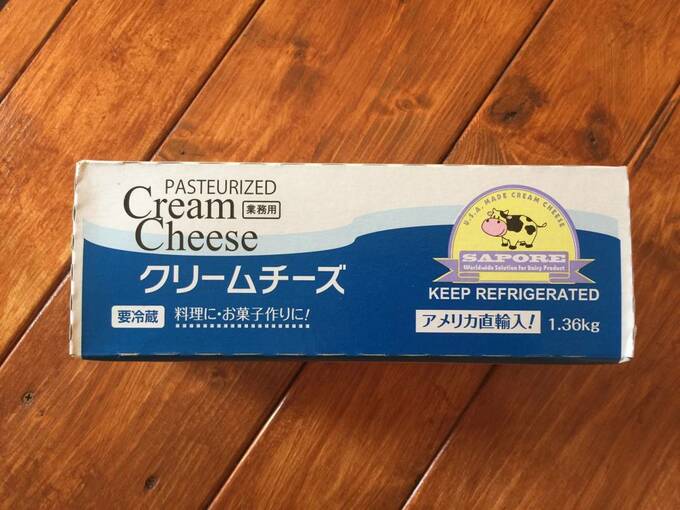 PASTEURIZED
Cream 業務用
Cheese
クリームチーズ
要冷蔵 料理に・お菓子作りに!
U.S.A. MADE CREAM CHEESE
SAPORE
Worldwide Solution for Dairy Product
KEEP REFRIGERATED
アメリカ直輸入! 1.36kg